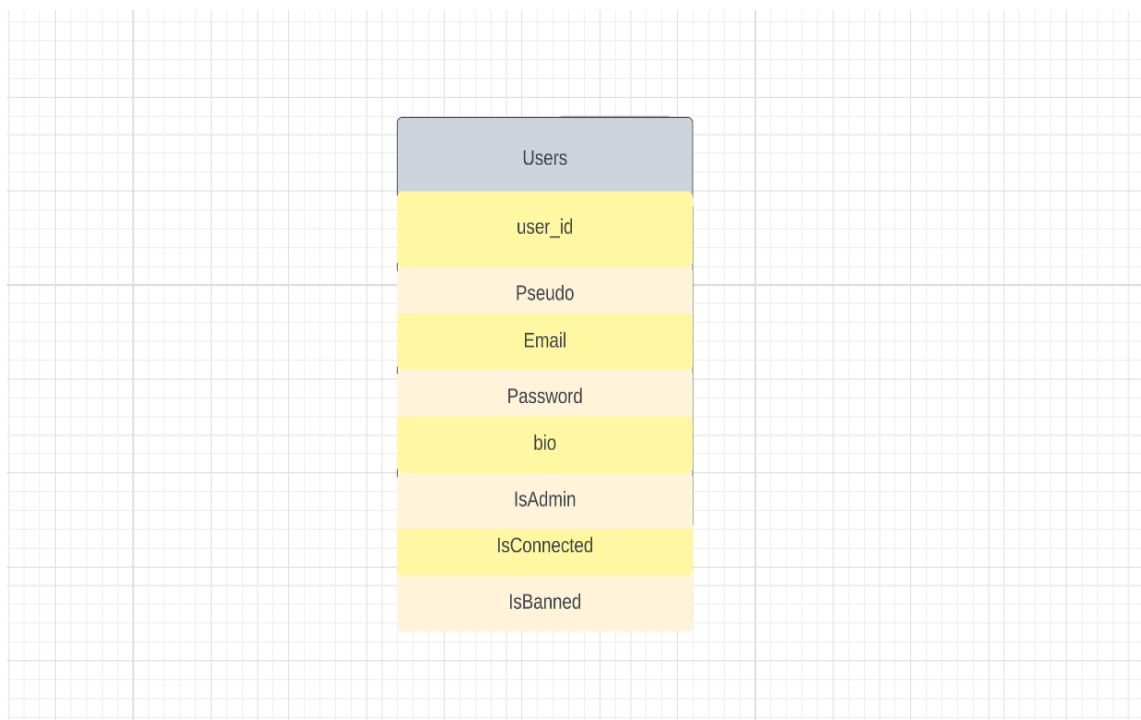 Users
user_id
Pseudo
Email
Password
bio
IsAdmin
IsConnected
IsBanned